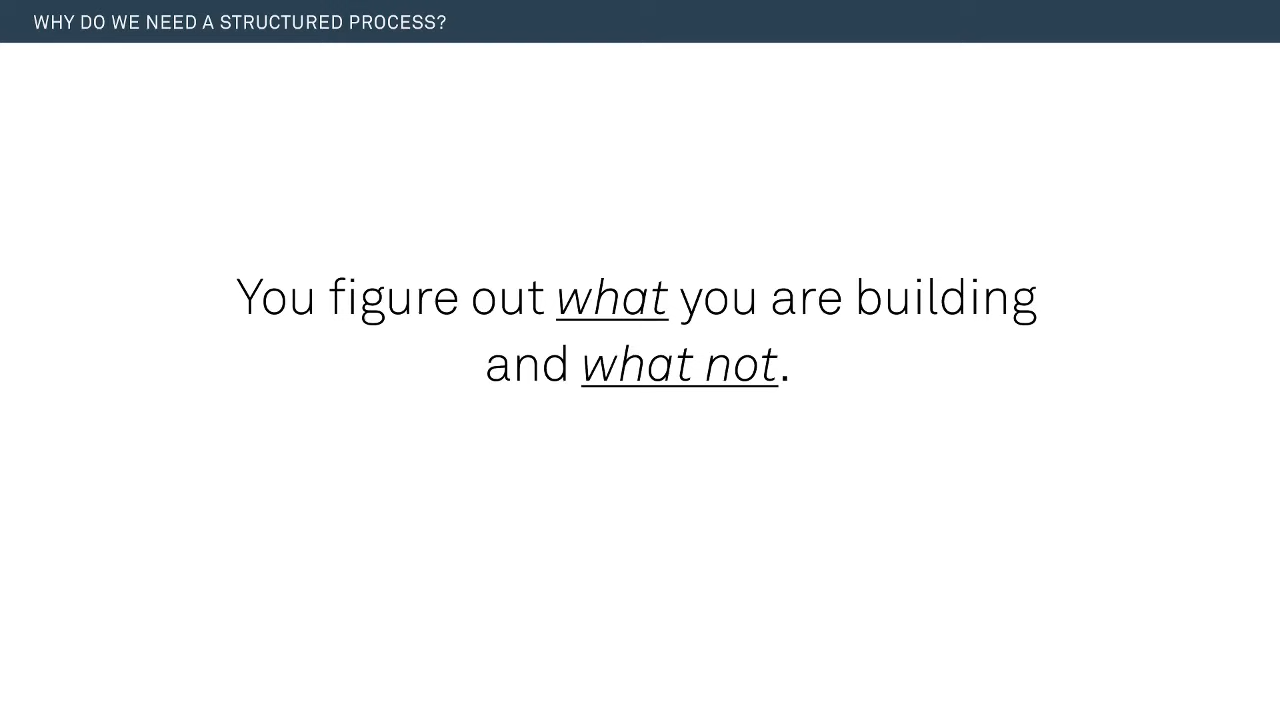 WHY DO WE NEED A STRUCTURED PROCESS?
You figure out what you are building
and what not.